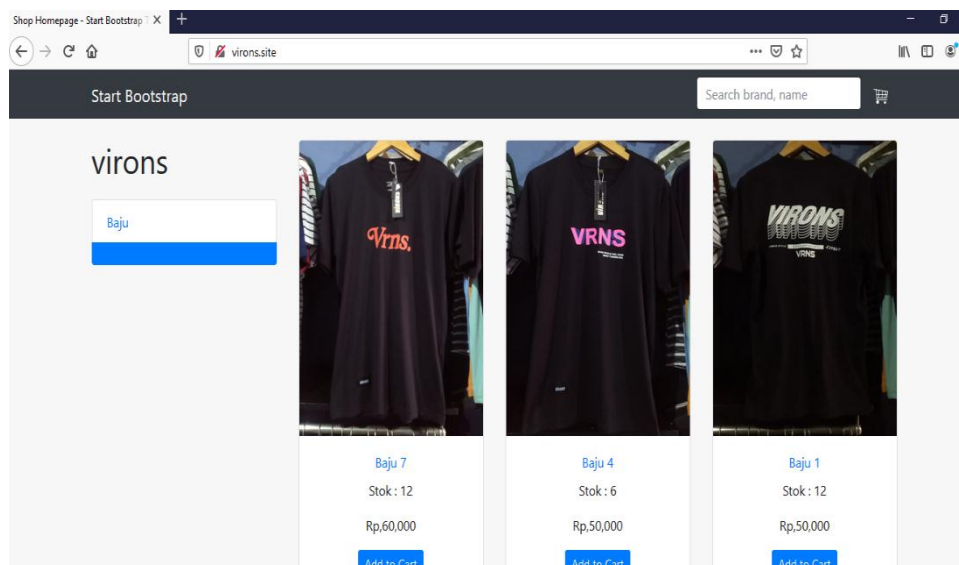 Shop Homepage - Start Bootstrap T
virons.site
Start Bootstrap
Search brand, name
virons
Baju
Vrns.
VRNS
VIRONS
VRNS
Baju 7
Baju 4
Baju 1
Stok : 12
Stok : 6
Stok : 12
Rp,60,000
Rp,50,000
Rp,50,000
Add to Cart
Add to Cart
Add to Cart